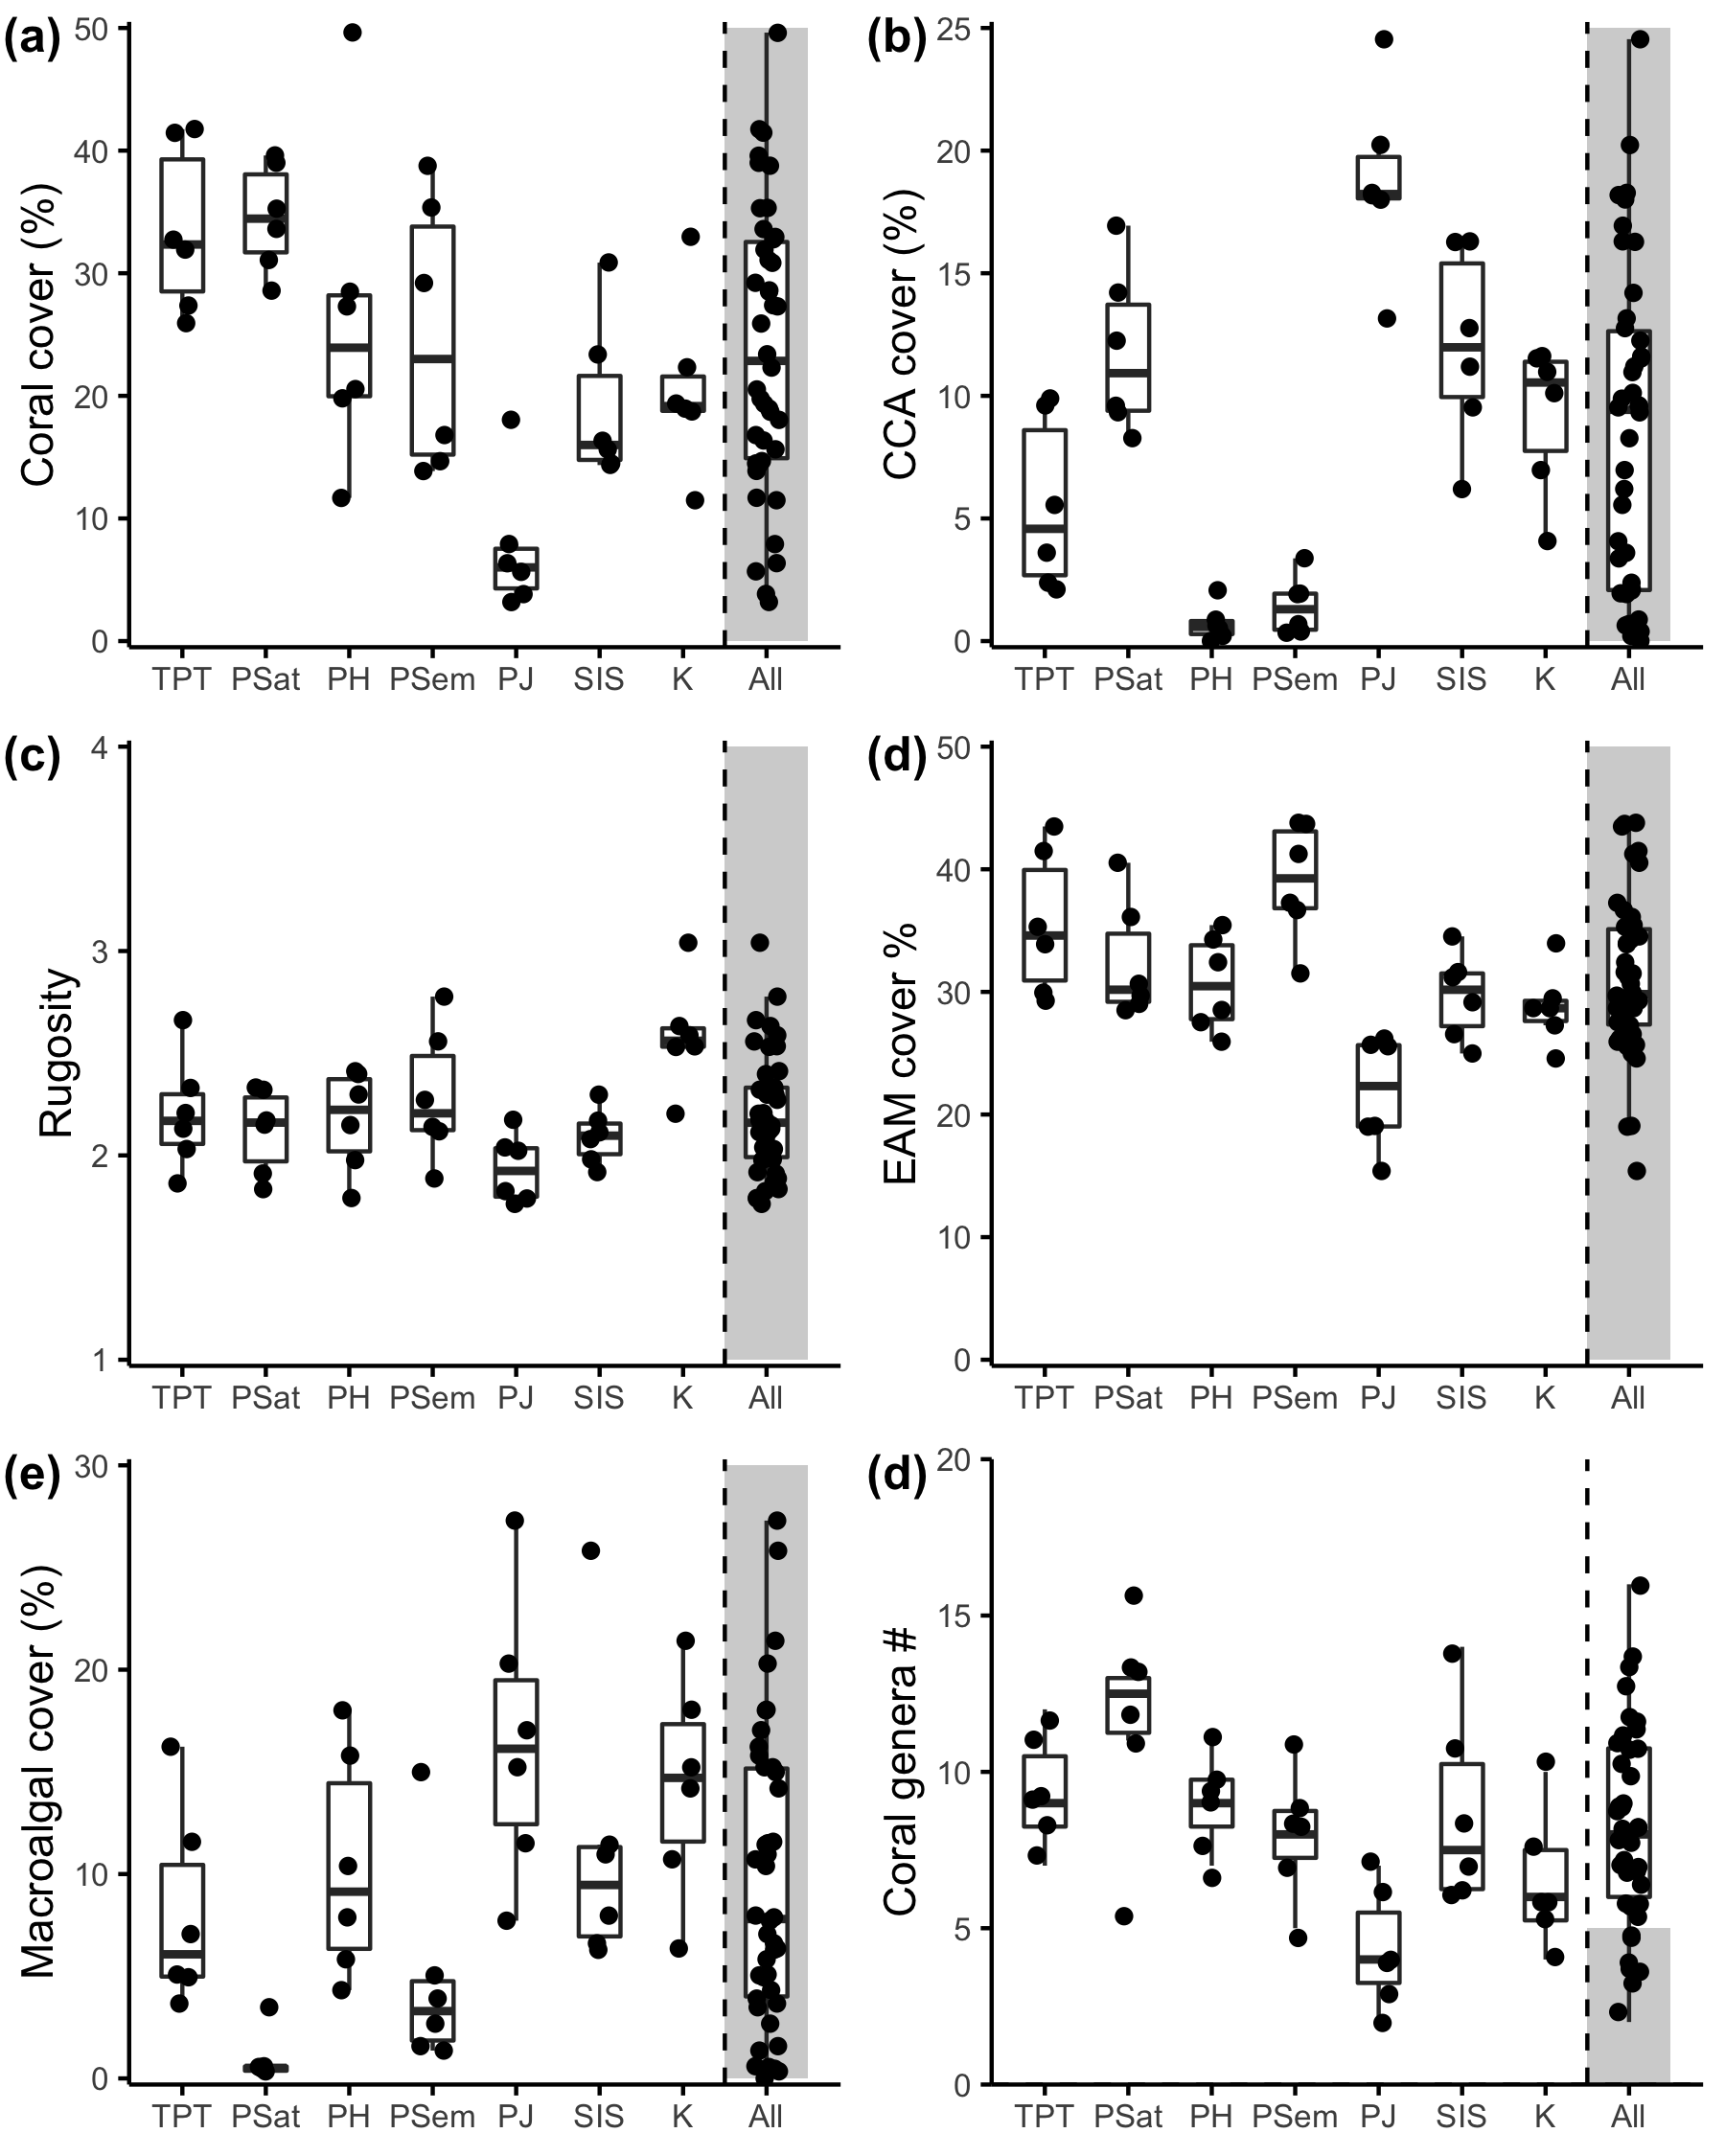 (a)
Coral cover (%)
50
40
30
20
10
0
TPT PSat PH PSem PJ SIS K All
(b)
CCA cover (%)
25
20
15
10
5
0
TPT PSat PH PSem PJ SIS K All
(c)
Rugosity
4
3
2
1
TPT PSat PH PSem PJ SIS K All
(d)
EAM cover %
50
40
30
20
10
0
TPT PSat PH PSem PJ SIS K All
(e)
Macroalgal cover (%)
30
20
10
0
TPT PSat PH PSem PJ SIS K All
(d)
Coral genera #
20
15
10
5
0
TPT PSat PH PSem PJ SIS K All